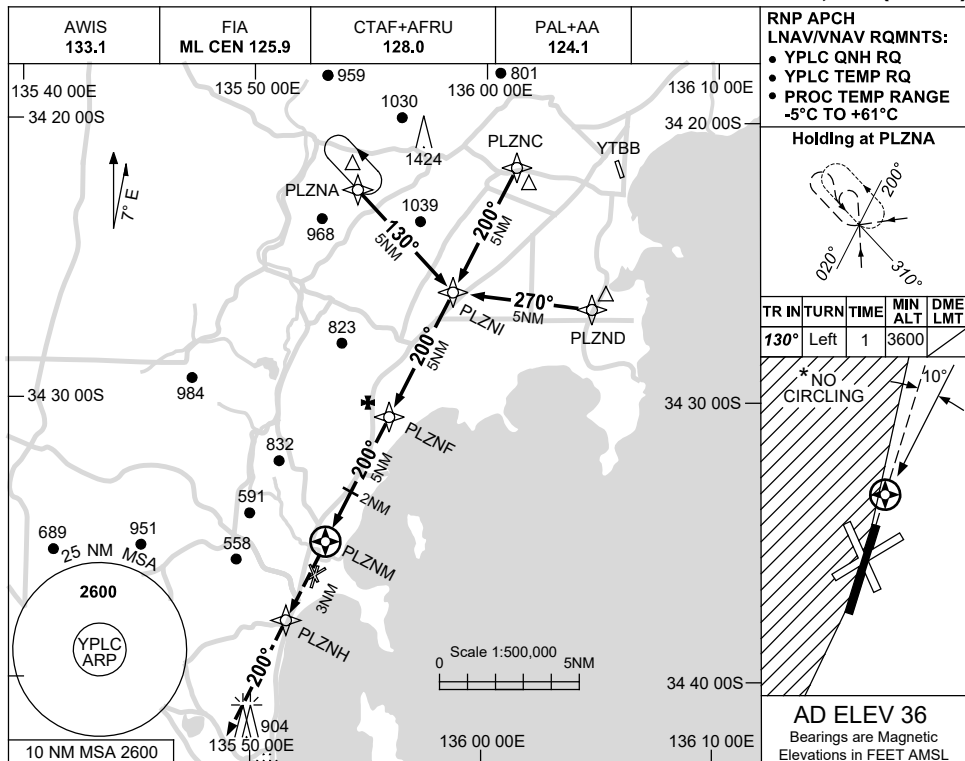 AWIS
133.1
FIA
ML CEN 125.9
CTAF+AFRU
128.0
PAL+AA
124.1
RNP APCH
LNAV/VNAV RQMNTS:
• YPLC QNH RQ
• YPLC TEMP RQ
• PROC TEMP RANGE
-5°C TO +61°C
135 40 00E
135 50 00E
136 00 00E
136 10 00E
959
801
34 20 00S
34 20 00S
1030
1424
7° E
PLZNA
PLZNC
YTBB
968
1039
130°
5NM
200°
5NM
270°
5NM
PLZNI
PLZND
823
200°
5NM
984
34 30 00S
34 30 00S
PLZNF
832
200°
5NM
2NM
591
558
689
951
25 NM MSA
2600
YPLC
ARP
PLZNM
3NM
PLZNH
200°
Scale 1:500,000
0
5NM
34 40 00S
904
10 NM MSA 2600
135 50 00E
136 00 00E
136 10 00E
Holding at PLZNA
200°
020°
310°
TR IN
TURN
TIME
MIN
ALT
DME
LMT
130°
Left
1
3600
*NO
CIRCLING
10°
AD ELEV 36
Bearings are Magnetic
Elevations in FEET AMSL